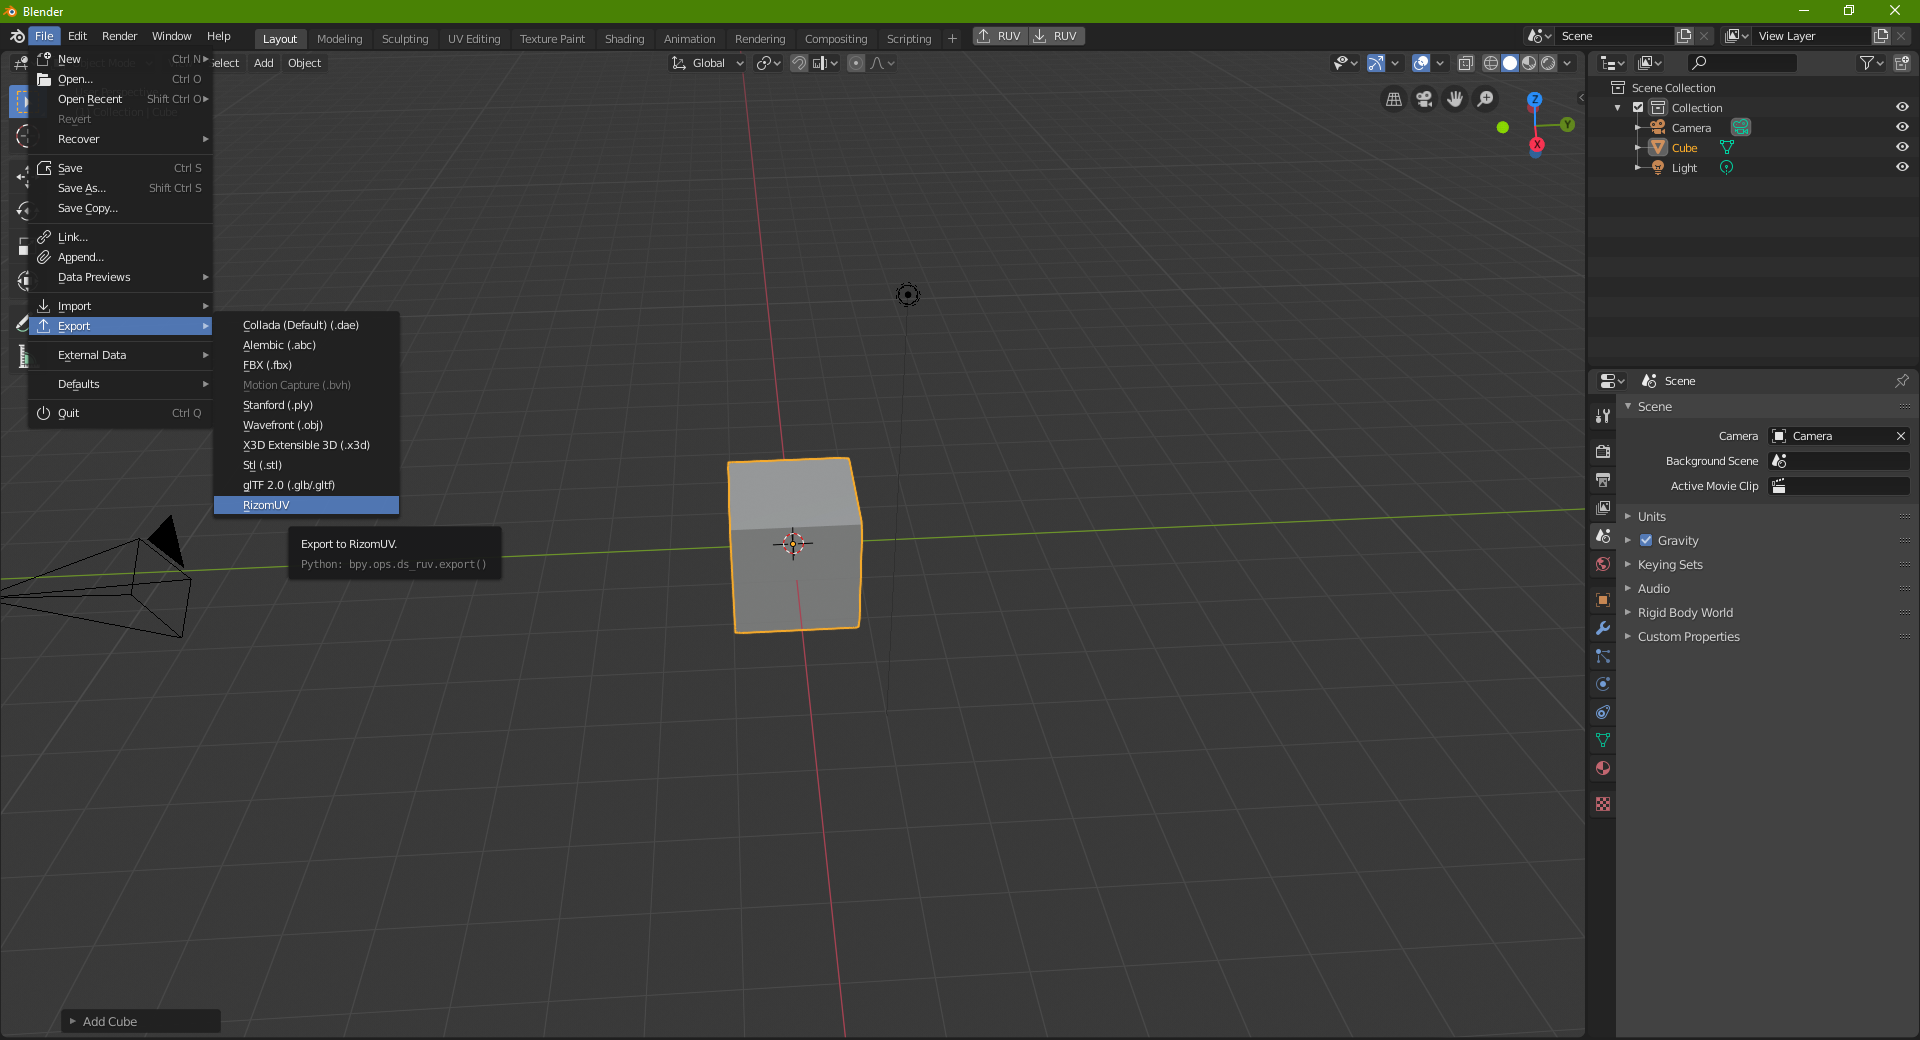 Blender
File Edit Render Window Help
Layout Modeling Sculpting UV Editing Texture Paint Shading Animation Rendering Compositing Scripting +
RUV RUV
Scene
View Layer
Select Add Object
Global
New Ctrl N
Open... Ctrl O
Open Recent Shift Ctrl O
Revert
Recover
Save Ctrl S
Save As... Shift Ctrl S
Save Copy...
Link...
Append...
Data Previews
Import
Export
External Data
Defaults
Quit Ctrl Q
Collada (Default) (.dae)
Alembic (.abc)
FBX (.fbx)
Motion Capture (.bvh)
Stanford (.ply)
Wavefront (.obj)
X3D Extensible 3D (.x3d)
Stl (.stl)
glTF 2.0 (.glb/.gltf)
RizomUV
Export to RizomUV.
Python: bpy.ops.ds_ruv.export()
Z
Y
X
Add Cube
Scene Collection
Collection
Camera
Cube
Light
Scene
Scene
Camera Camera
Background Scene
Active Movie Clip
Units
Gravity
Keying Sets
Audio
Rigid Body World
Custom Properties